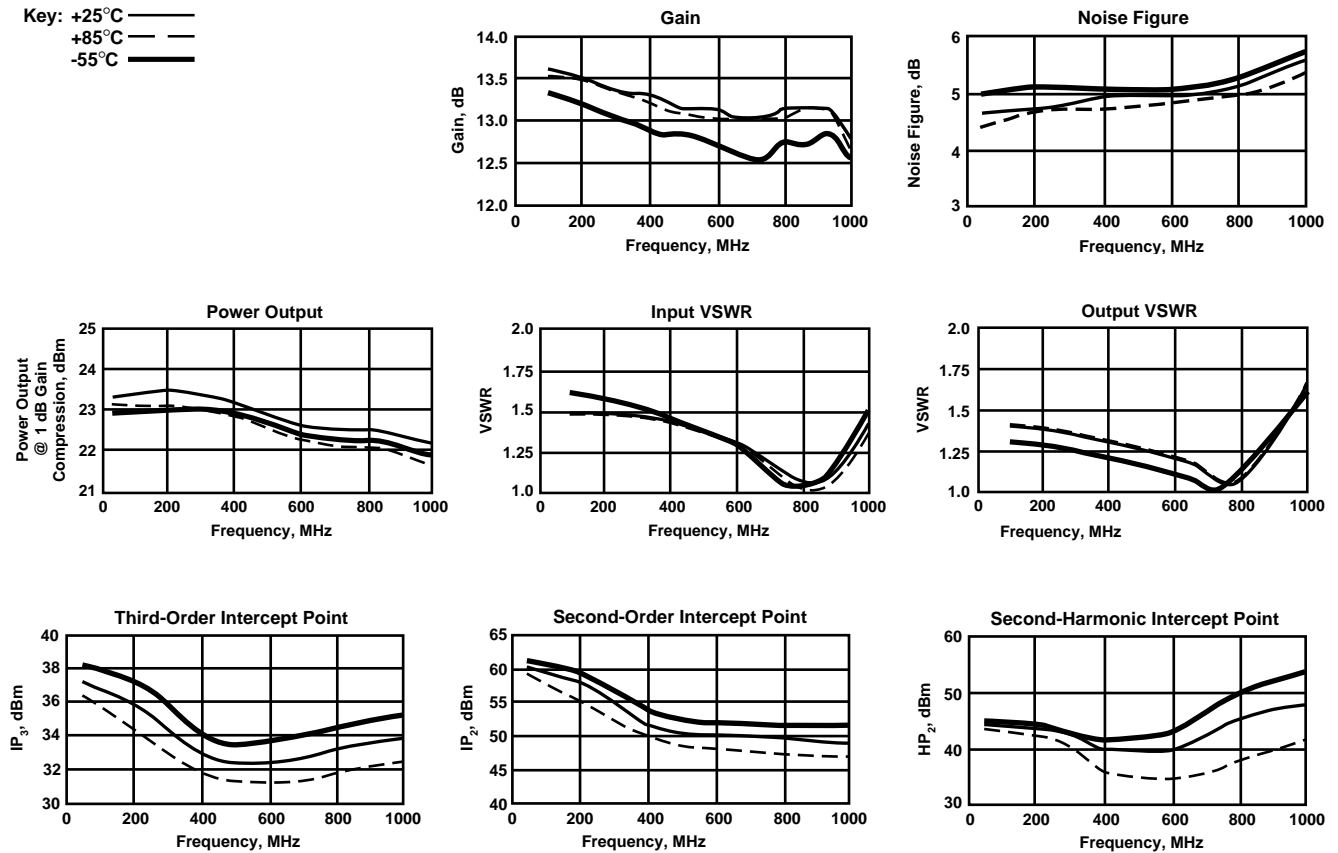 Key: +25°C
+85°C
-55°C
Gain
14.0
13.5
13.0
12.5
12.0
Gain, dB
0 200 400 600 800 1000
Frequency, MHz
Noise Figure
6
5
4
3
Noise Figure, dB
0 200 400 600 800 1000
Frequency, MHz
Power Output
25
24
23
22
21
Power Output
@ 1 dB Gain
Compression, dBm
0 200 400 600 800 1000
Frequency, MHz
Input VSWR
2.0
1.75
1.5
1.25
1.0
VSWR
0 200 400 600 800 1000
Frequency, MHz
Output VSWR
2.0
1.75
1.5
1.25
1.0
VSWR
0 200 400 600 800 1000
Frequency, MHz
Third-Order Intercept Point
40
38
36
34
32
30
IP3, dBm
0 200 400 600 800 1000
Frequency, MHz
Second-Order Intercept Point
65
60
55
50
45
40
IP2, dBm
0 200 400 600 800 1000
Frequency, MHz
Second-Harmonic Intercept Point
60
50
40
30
HP2, dBm
0 200 400 600 800 1000
Frequency, MHz